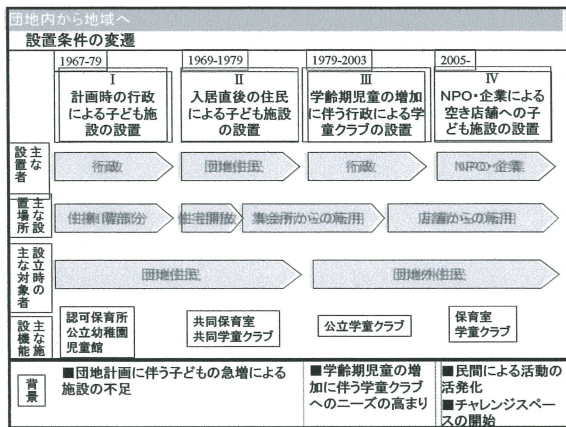 団地内から地域へ
設置条件の変遷
1967-79
Ⅰ
計画時の行政
による子ども施
設の設置
1969-1979
Ⅱ
入居直後の住民
による子ども施設
の設置
1979-2003
Ⅲ
学齢期児童の増加
に伴う行政による学
童クラブの設置
2005-
Ⅳ
NPO・企業による
空き店舗への子
ども施設の設置
主な
設置者
行政
団地住民
行政
NPO・企業
主な設
置場所
住棟1階部分
住宅開放
集会所からの転用
店舗からの転用
設立時の
主な対象者
団地住民
団地外住民
主な施
設機能
認可保育所
公立幼稚園
児童館
共同保育室
共同学童クラブ
公立学童クラブ
保育室
学童クラブ
背景
■団地計画に伴う子どもの急増による
施設の不足
■学齢期児童の増
加に伴う学童クラブ
へのニーズの高まり
■民間による活動の
活発化
■チャレンジスペー
スの開始